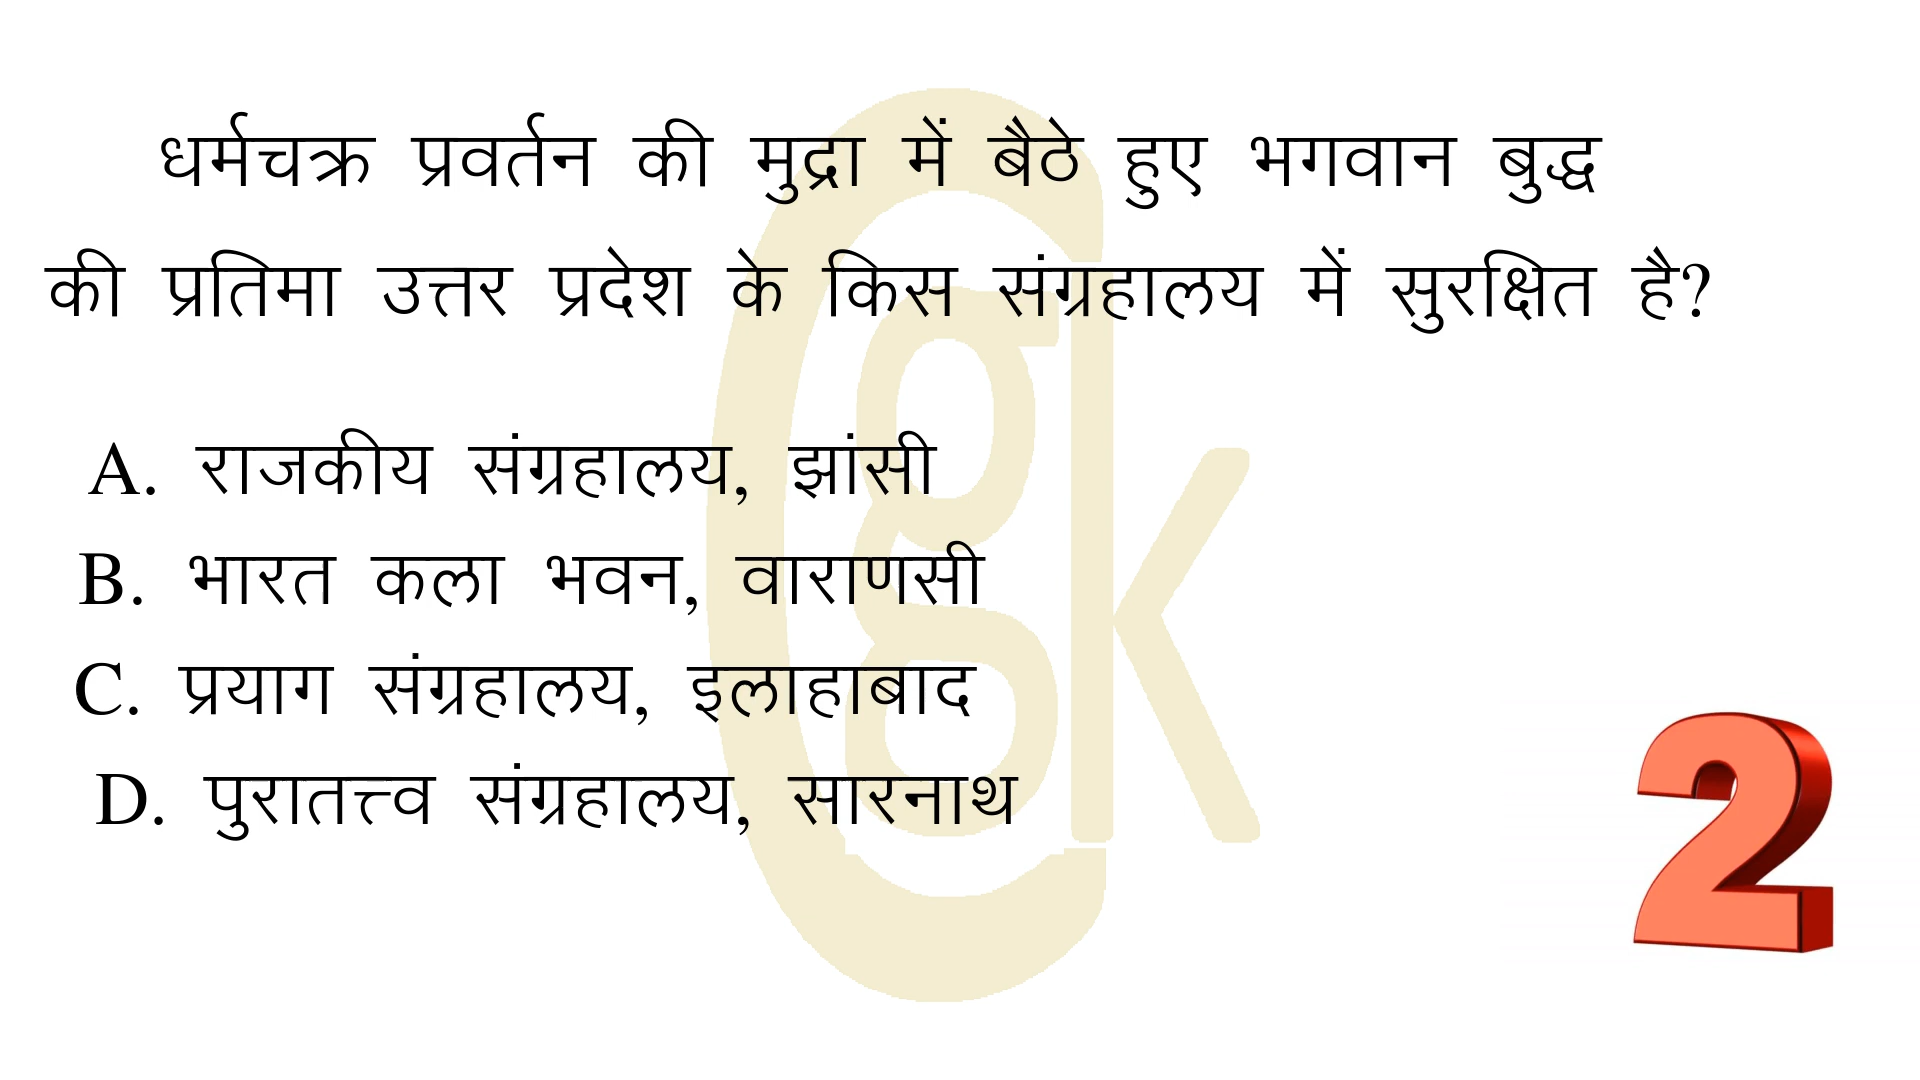 धर्मचक्र प्रवर्तन की मुद्रा में बैठे हुए भगवान बुद्ध
की प्रतिमा उत्तर प्रदेश के किस संग्रहालय में सुरक्षित है?
A. राजकीय संग्रहालय, झांसी
B. भारत कला भवन, वाराणसी
C. प्रयाग संग्रहालय, इलाहाबाद
D. पुरातत्त्व संग्रहालय, सारनाथ
Cgk
2